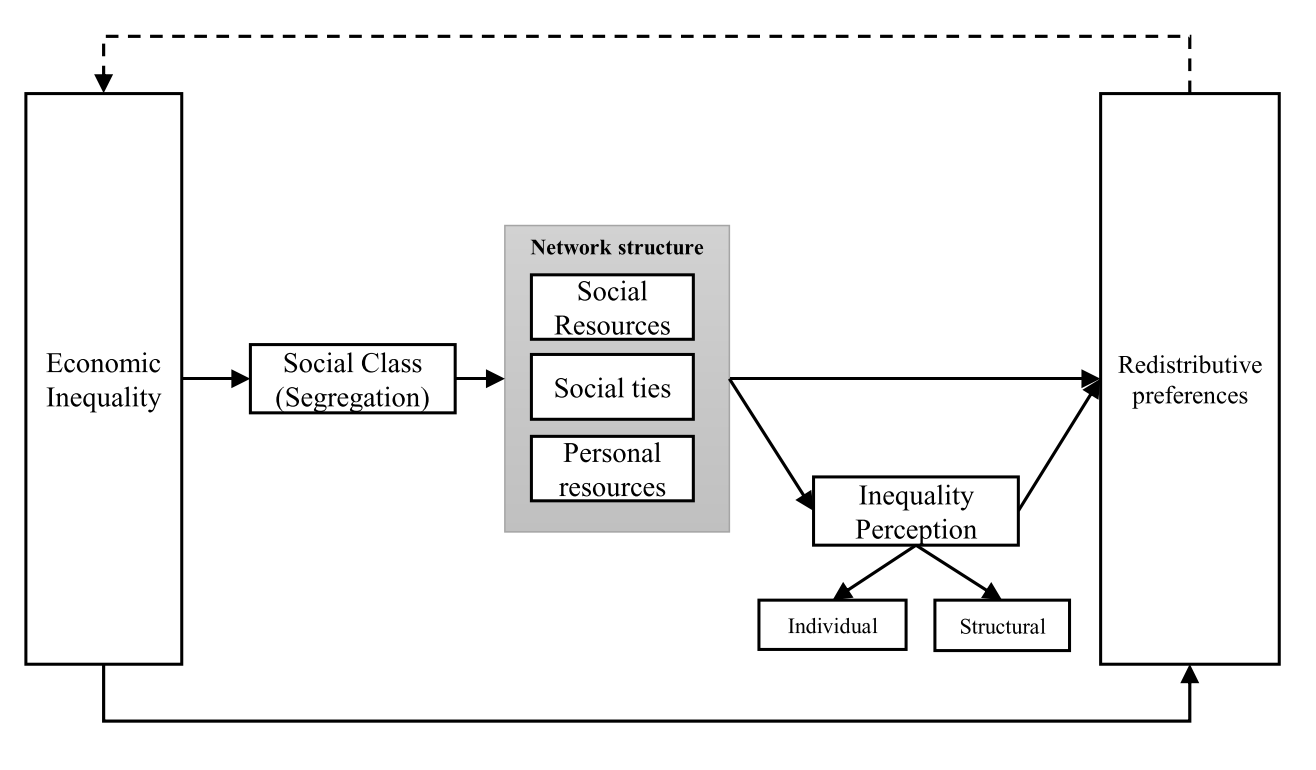 Network structure
Social
Resources
Social ties
Personal
resources
Economic
Inequality
Social Class
(Segregation)
Redistributive
preferences
Inequality
Perception
Individual
Structural